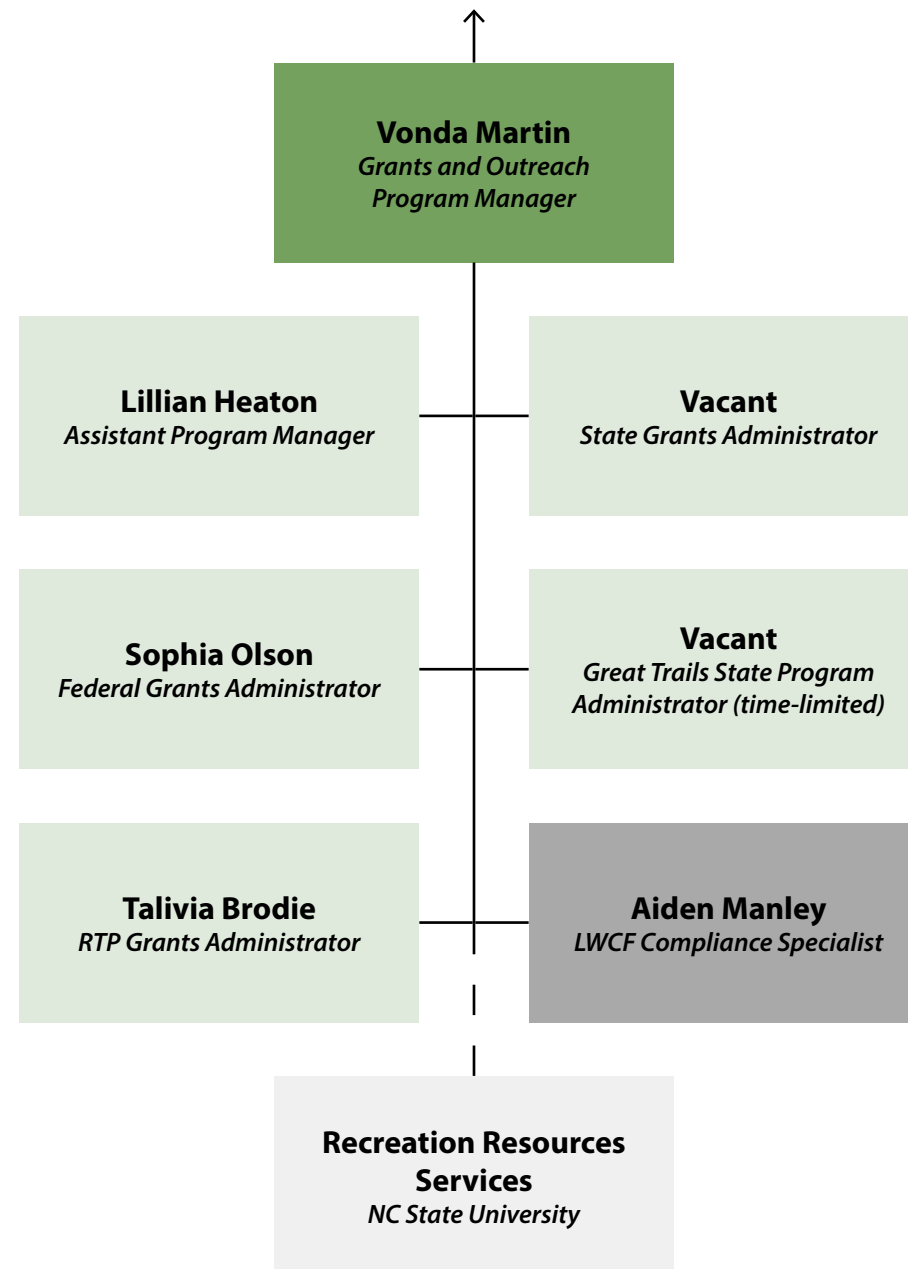 Vonda Martin
Grants and Outreach
Program Manager
Lillian Heaton
Assistant Program Manager
Vacant
State Grants Administrator
Sophia Olson
Federal Grants Administrator
Vacant
Great Trails State Program
Administrator (time-limited)
Talivia Brodie
RTP Grants Administrator
Aiden Manley
LWCF Compliance Specialist
Recreation Resources
Services
NC State University